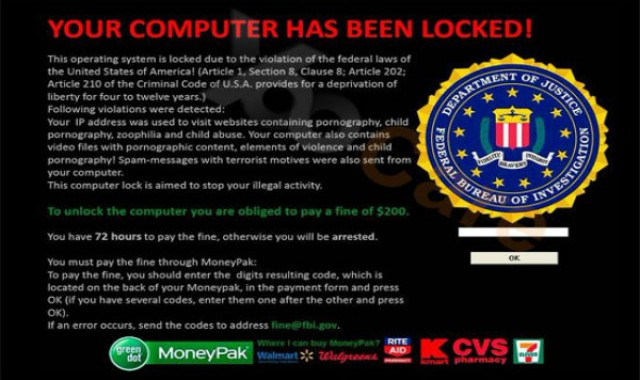 YOUR COMPUTER HAS BEEN LOCKED!
This operating system is locked due to the violation of the federal laws of
the United States of America! (Article 1, Section 8, Clause 8; Article 202;
Article 210 of the Criminal Code of U.S.A. provides for a deprivation of
liberty for four to twelve years.)
Following violations were detected:
Your IP address was used to visit websites containing pornography, child
pornography, zoophilia and child abuse. Your computer also contains
video files with pornographic content, elements of violence and child
pornography! Spam-messages with terrorist motives were also sent from
your computer.
This computer lock is aimed to stop your illegal activity.
To unlock the computer you are obliged to pay a fine of $200.
You have 72 hours to pay the fine, otherwise you will be arrested.
You must pay the fine through MoneyPak:
To pay the fine, you should enter the digits resulting code, which is
located on the back of your Moneypak, in the payment form and press
OK (if you have several codes, enter them one after the other and press
OK).
If an error occurs, send the codes to address fine@fbi.gov.
DEPARTMENT OF JUSTICE
FIDELITY BRAVERY INTEGRITY
FEDERAL BUREAU OF INVESTIGATION
OK
green dot
MoneyPak
Where I can buy MoneyPak?
Walmart
Walgreens
RITE AID PHARMACY
kmart
CVS pharmacy
7 ELEVEN